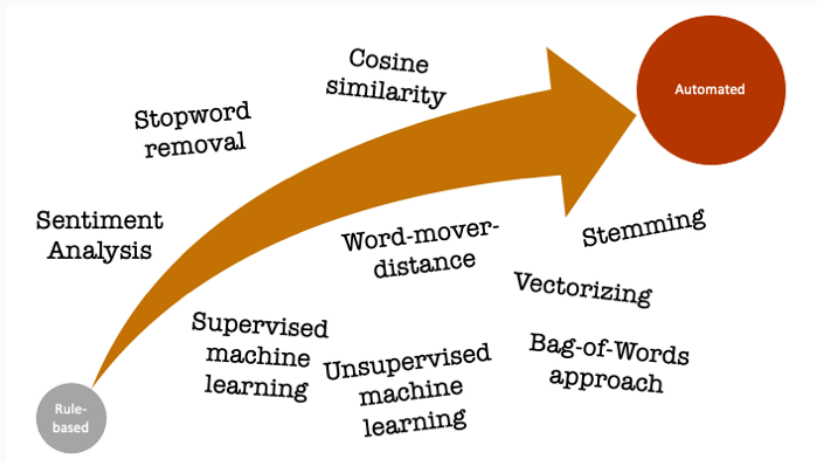 Cosine
similarity
Automated
Stopword
removal
Sentiment
Analysis
Word-mover-
distance
Stemming
Vectorizing
Supervised
machine
learning
Unsupervised
machine
learning
Bag-of-Words
approach
Rule-
based